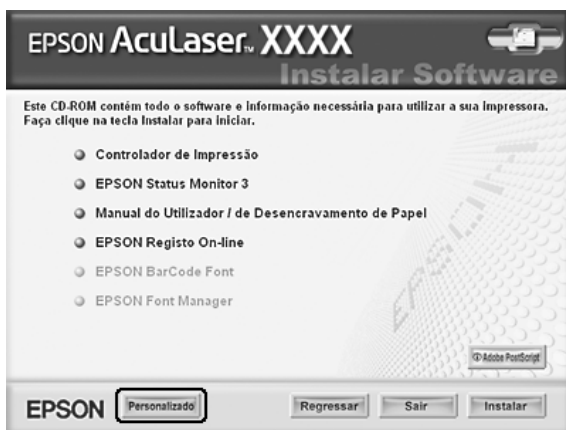 EPSON AcuLaser™ XXXX
Instalar Software
Este CD-ROM contém todo o software e informação necessária para utilizar a sua impressora.
Faça clique na tecla Instalar para iniciar.
Controlador de Impressão
EPSON Status Monitor 3
Manual do Utilizador / de Desencravamento de Papel
EPSON Registo On-line
EPSON BarCode Font
EPSON Font Manager
EPSON
Adobe PostScript
EPSON
Personalizado
Regressar
Sair
Instalar